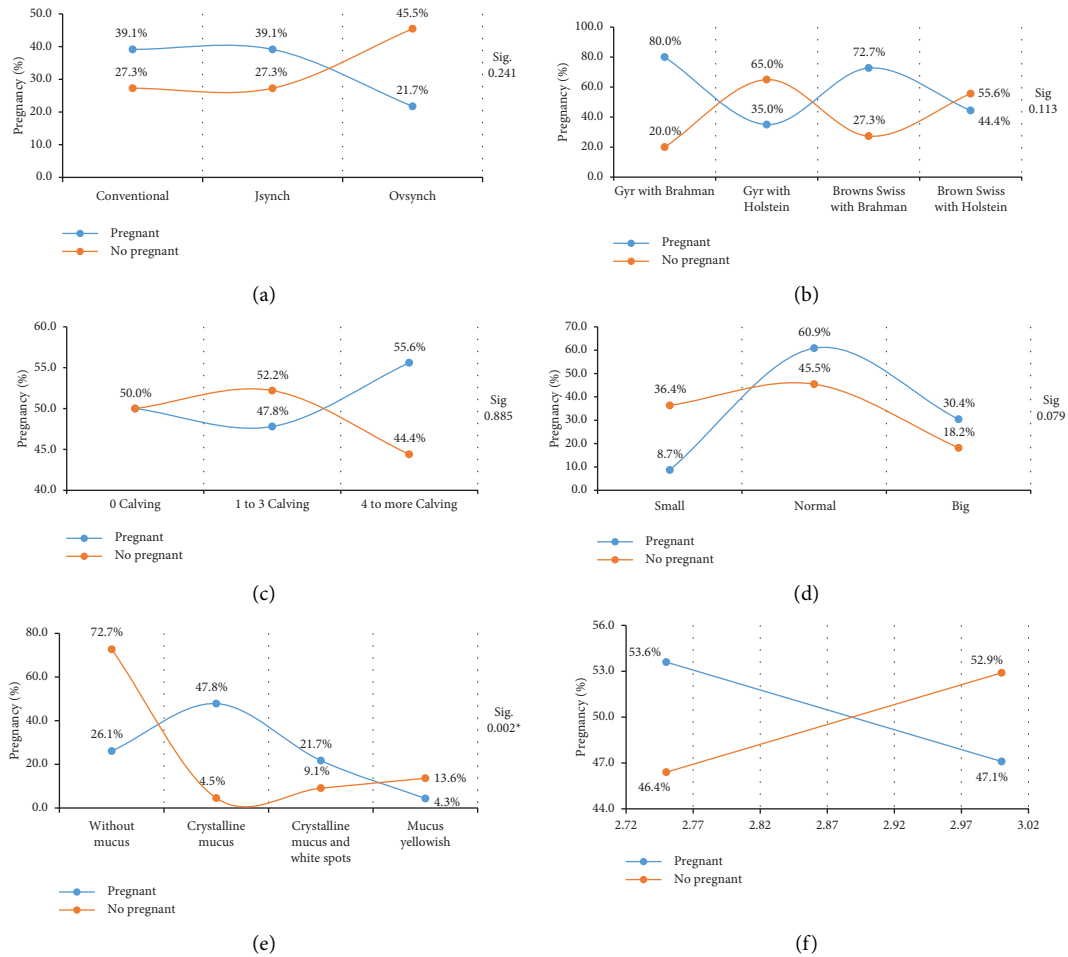 50.0
40.0
30.0
20.0
10.0
0.0
Pregnancy (%)
39.1%
39.1%
45.5%
27.3%
27.3%
21.7%
Sig.
0.241
Conventional
Jsynch
Ovsynch
Pregnant
No pregnant
(a)
100.0
80.0
60.0
40.0
20.0
0.0
Pregnancy (%)
80.0%
65.0%
72.7%
55.6%
20.0%
35.0%
27.3%
44.4%
Sig
0.113
Gyr with Brahman
Gyr with
Holstein
Browns Swiss
with Brahman
Brown Swiss
with Holstein
Pregnant
No pregnant
(b)
60.0
55.0
50.0
45.0
40.0
Pregnancy (%)
50.0%
52.2%
55.6%
47.8%
44.4%
Sig
0.885
0 Calving
1 to 3 Calving
4 to more Calving
Pregnant
No pregnant
(c)
70.0
60.0
50.0
40.0
30.0
20.0
10.0
0.0
Pregnancy (%)
36.4%
60.9%
45.5%
30.4%
8.7%
18.2%
Sig
0.079
Small
Normal
Big
Pregnant
No pregnant
(d)
80.0
60.0
40.0
20.0
0.0
Pregnancy (%)
72.7%
47.8%
26.1%
21.7%
4.5%
9.1%
13.6%
4.3%
Sig.
0.002*
Without
mucus
Crystalline
mucus
Crystalline
mucus and
white spots
Mucus
yellowish
Pregnant
No pregnant
(e)
56.0
53.0
50.0
47.0
44.0
Pregnancy (%)
53.6%
52.9%
46.4%
47.1%
2.72
2.77
2.82
2.87
2.92
2.97
3.02
Pregnant
No pregnant
(f)